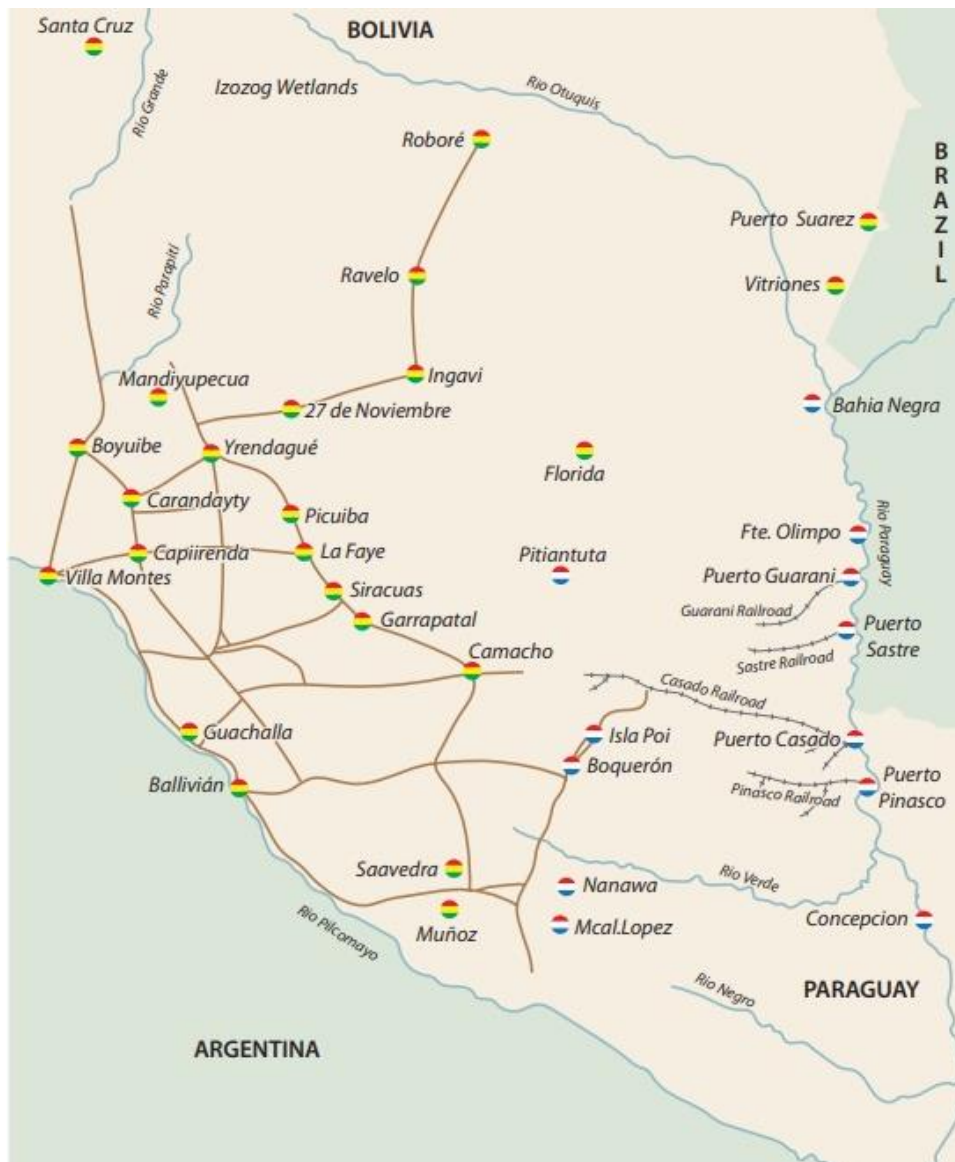 Santa Cruz
BOLIVIA
Rio Grande
Izozog Wetlands
Rio Otuquis
Roboré
BRAZIL
Puerto Suarez
Ravelo
Rio Parapití
Vitriones
Mandiyupecua
Ingavi
27 de Noviembre
Bahia Negra
Boyuibe
Yrendagué
Florida
Carandayty
Picuiba
Rio Paraguay
Fte. Olimpo
Capiirenda
La Faye
Pitiantuta
Puerto Guarani
Villa Montes
Siracuas
Guarani Railroad
Garrapatal
Puerto
Sastre
Sastre Railroad
Camacho
Casado Railroad
Guachalla
Isla Poi
Puerto Casado
Boquerón
Ballivián
Puerto
Pinasco
Pinasco Railroad
Saavedra
Rio Verde
Nanawa
Rio Pilcomayo
Muñoz
Mcal.Lopez
Concepcion
Rio Negro
PARAGUAY
ARGENTINA